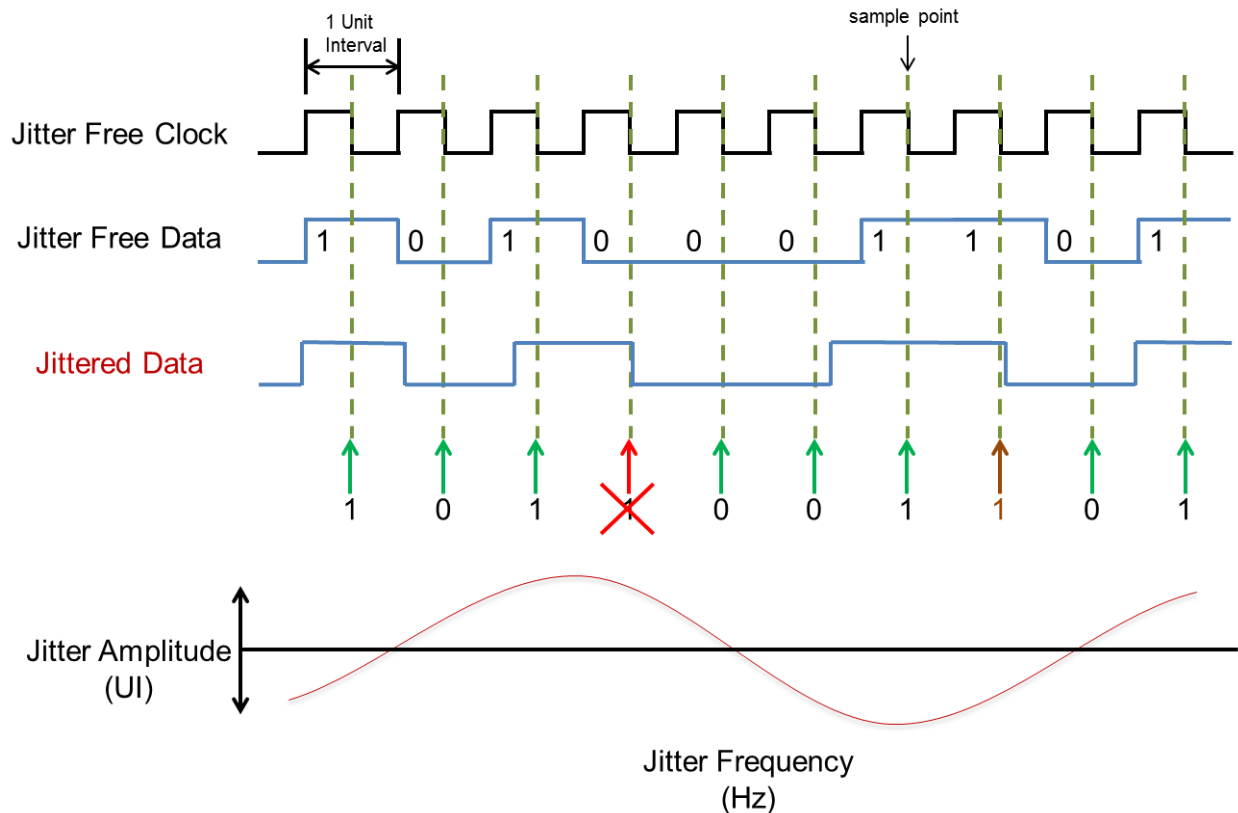 1 Unit
Interval
sample point
Jitter Free Clock
Jitter Free Data
1 0 1 0 0 0 1 1 0 1
Jittered Data
1 0 1 1 0 0 1 1 0 1
Jitter Amplitude
(UI)
Jitter Frequency
(Hz)